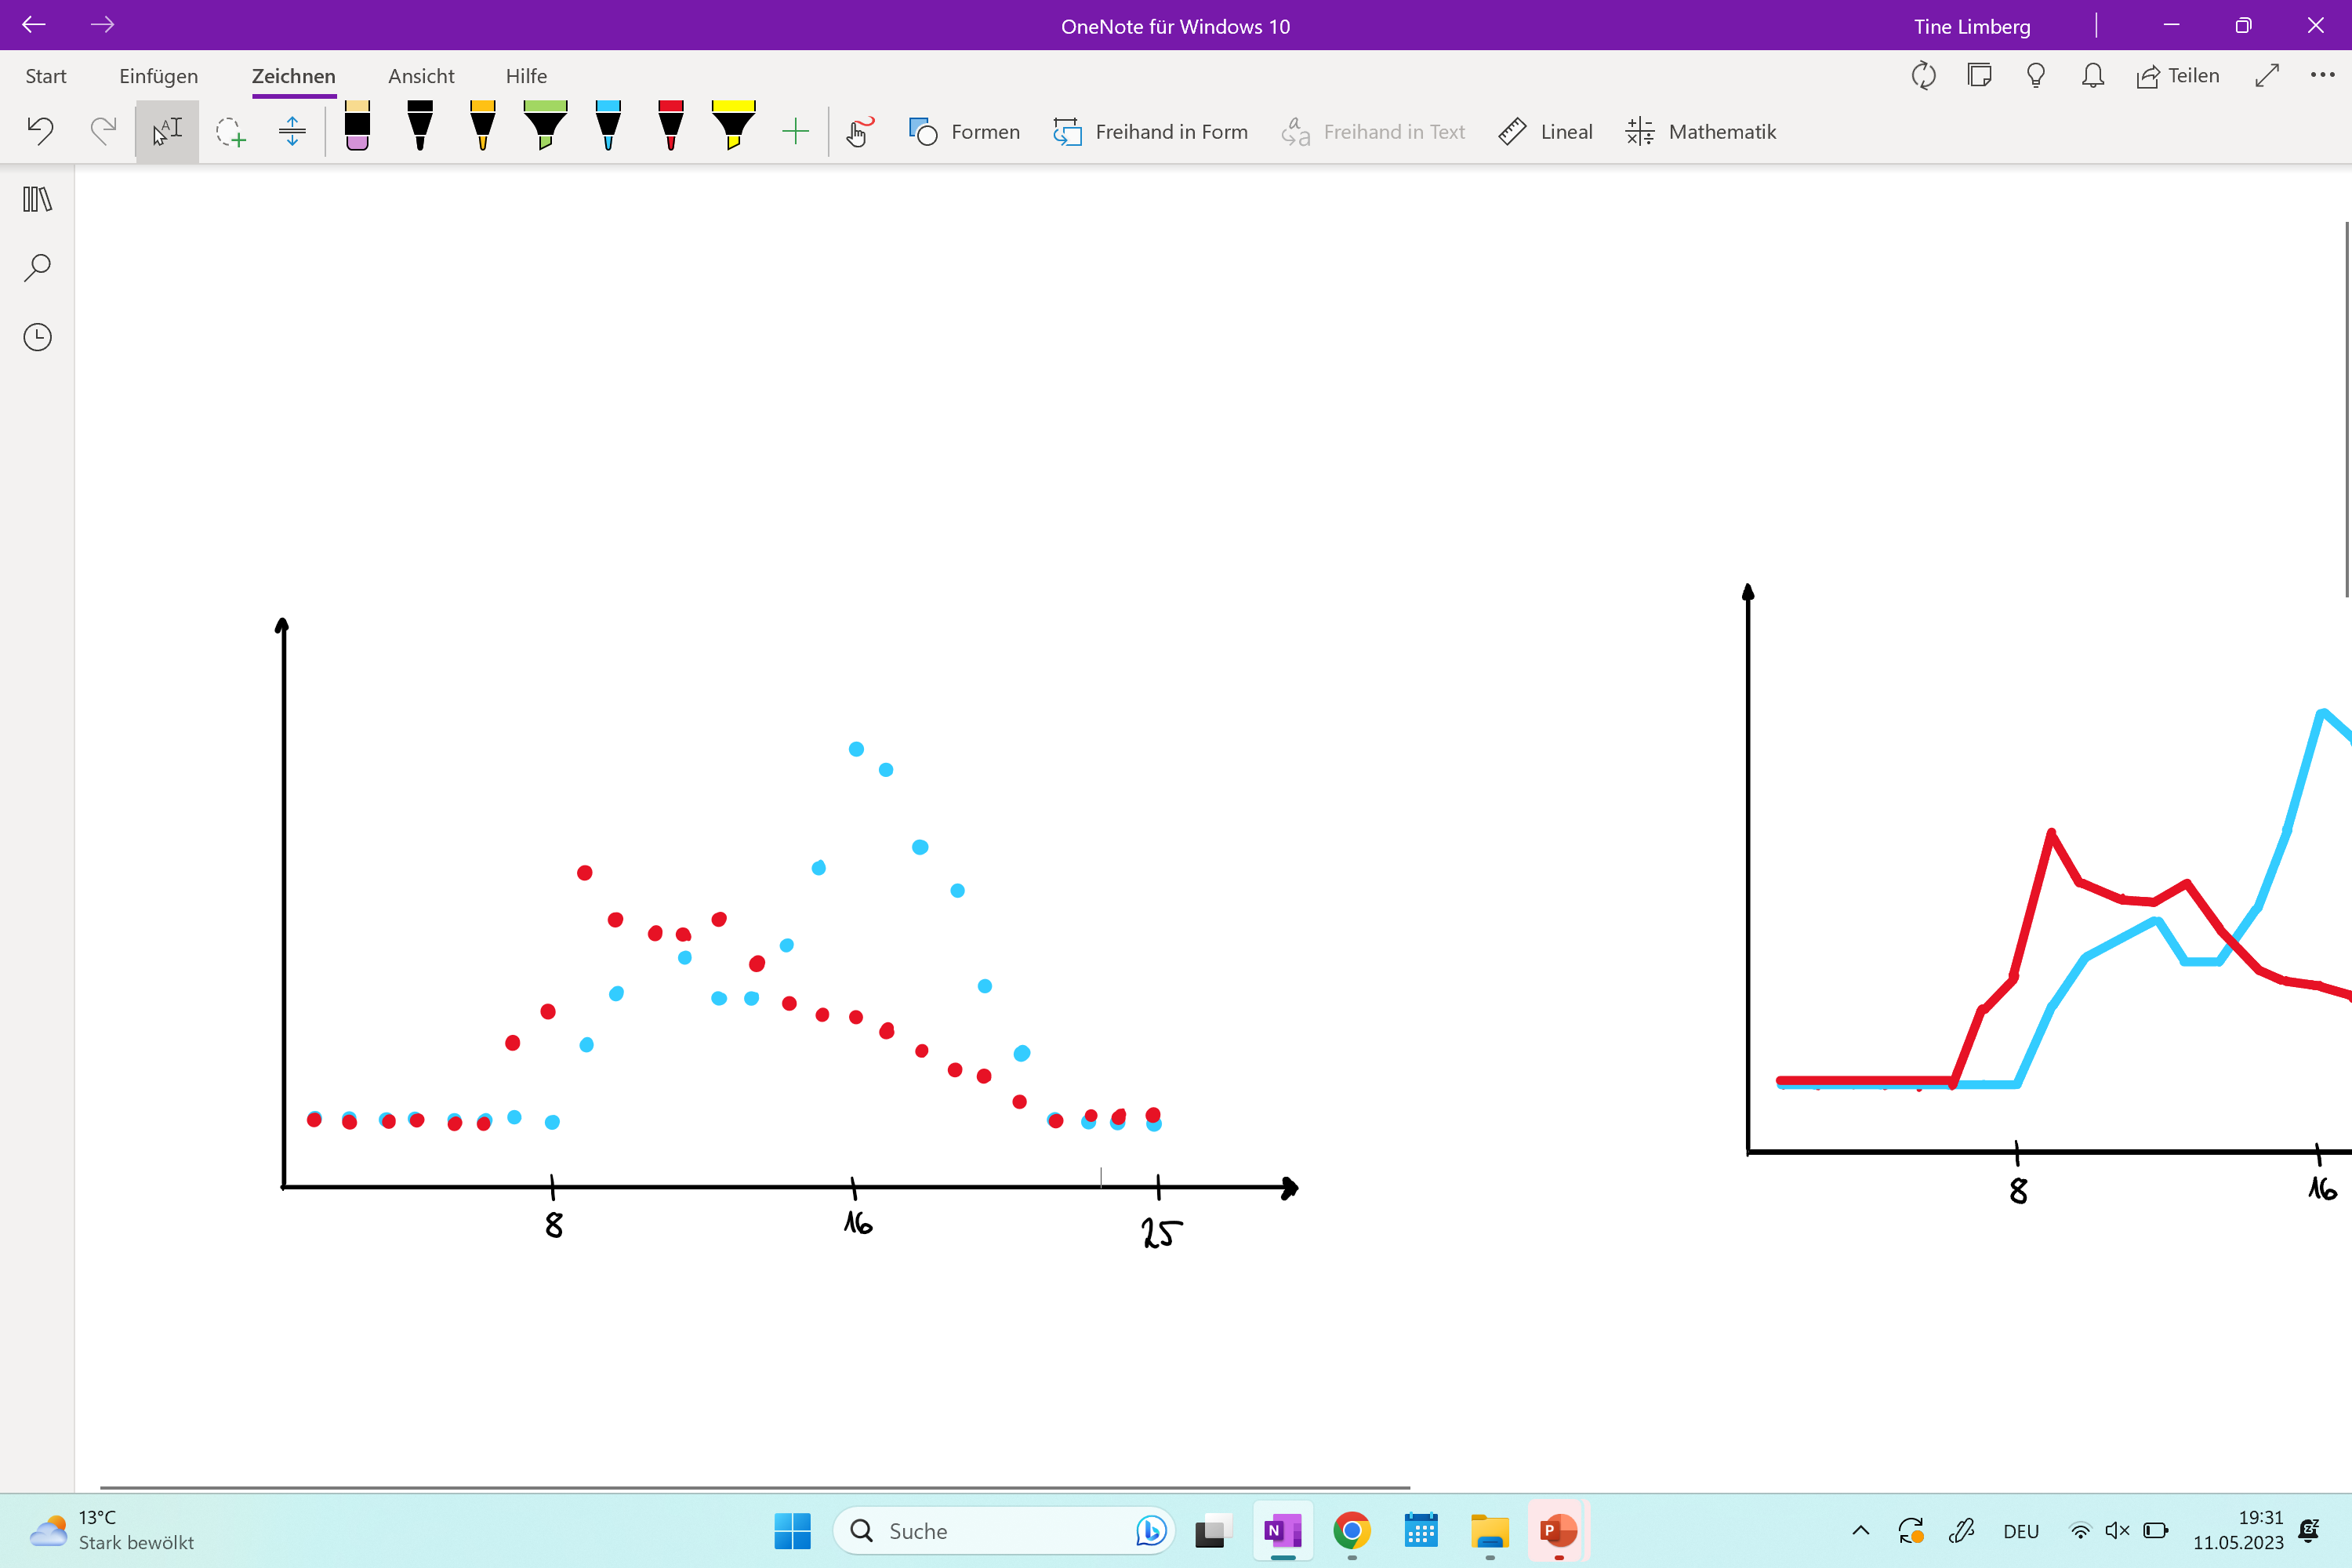 OneNote für Windows 10
Tine Limberg
Start Einfügen Zeichnen Ansicht Hilfe
Teilen
AI
Formen
a
Freihand in Form
a
a
Freihand in Text
Lineal
Mathematik
8
16
25
8
16
13°C
Stark bewölkt
Suche
N
P
DEU
19:31
11.05.2023